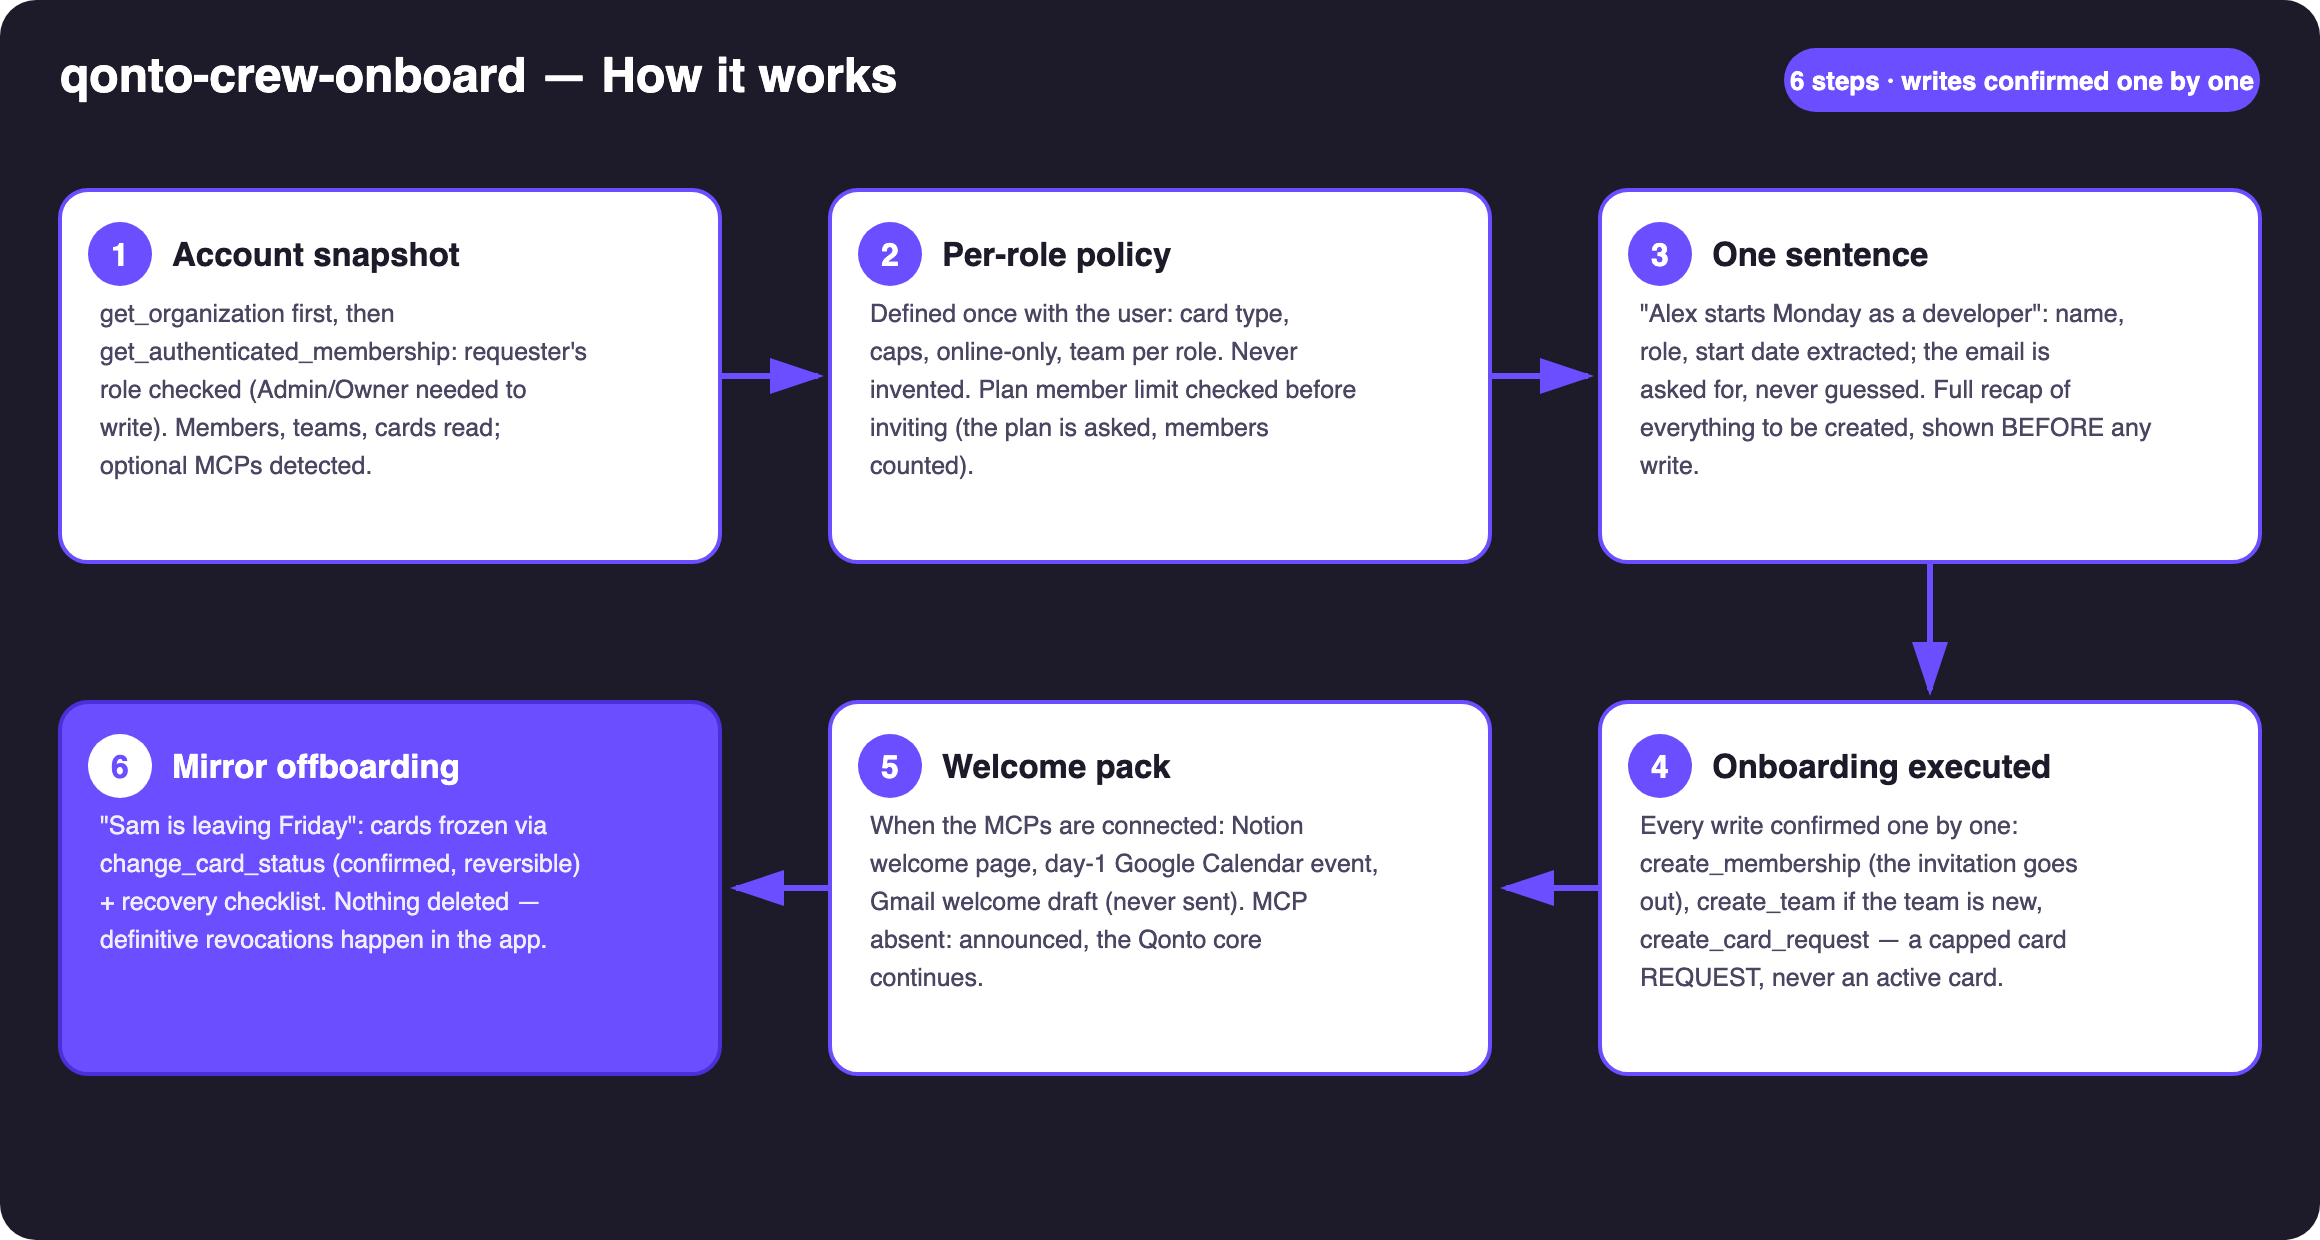 qonto-crew-onboard — How it works
6 steps · writes confirmed one by one
1 Account snapshot
get_organization first, then
get_authenticated_membership: requester's
role checked (Admin/Owner needed to
write). Members, teams, cards read;
optional MCPs detected.
2 Per-role policy
Defined once with the user: card type,
caps, online-only, team per role. Never
invented. Plan member limit checked before
inviting (the plan is asked, members
counted).
3 One sentence
"Alex starts Monday as a developer": name,
role, start date extracted; the email is
asked for, never guessed. Full recap of
everything to be created, shown BEFORE any
write.
4 Onboarding executed
Every write confirmed one by one:
create_membership (the invitation goes
out), create_team if the team is new,
create_card_request — a capped card
REQUEST, never an active card.
5 Welcome pack
When the MCPs are connected: Notion
welcome page, day-1 Google Calendar event,
Gmail welcome draft (never sent). MCP
absent: announced, the Qonto core
continues.
6 Mirror offboarding
"Sam is leaving Friday": cards frozen via
change_card_status (confirmed, reversible)
+ recovery checklist. Nothing deleted —
definitive revocations happen in the app.